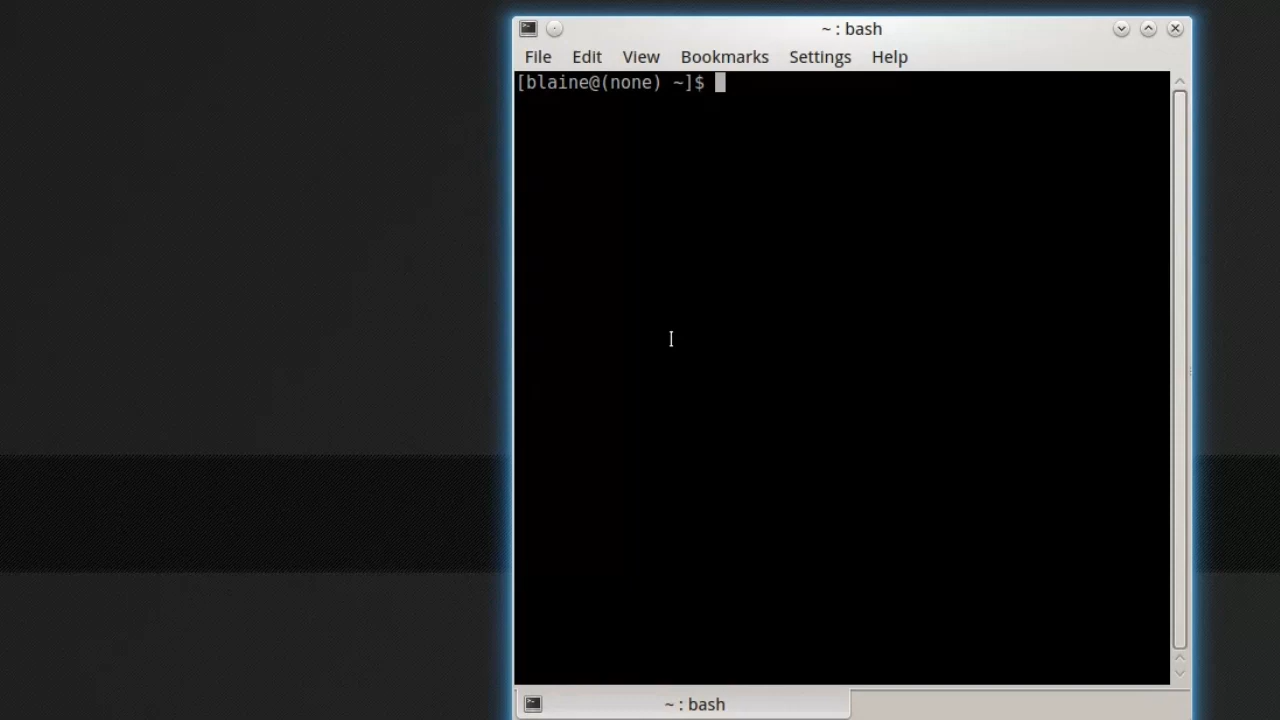 ~ : bash
File Edit View Bookmarks Settings Help
[blaine@(none) ~]$
~ : bash